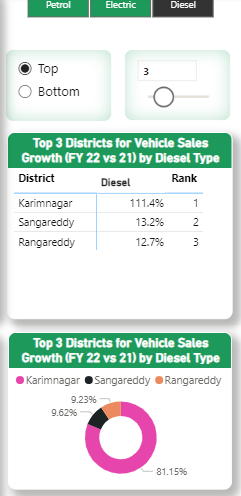 Petrol Electric Diesel
Top
Bottom
3
Top 3 Districts for Vehicle Sales
Growth (FY 22 vs 21) by Diesel Type
District Diesel Rank
Karimnagar 111.4% 1
Sangareddy 13.2% 2
Rangareddy 12.7% 3
Top 3 Districts for Vehicle Sales
Growth (FY 22 vs 21) by Diesel Type
Karimnagar Sangareddy Rangareddy
9.23%
9.62%
81.15%